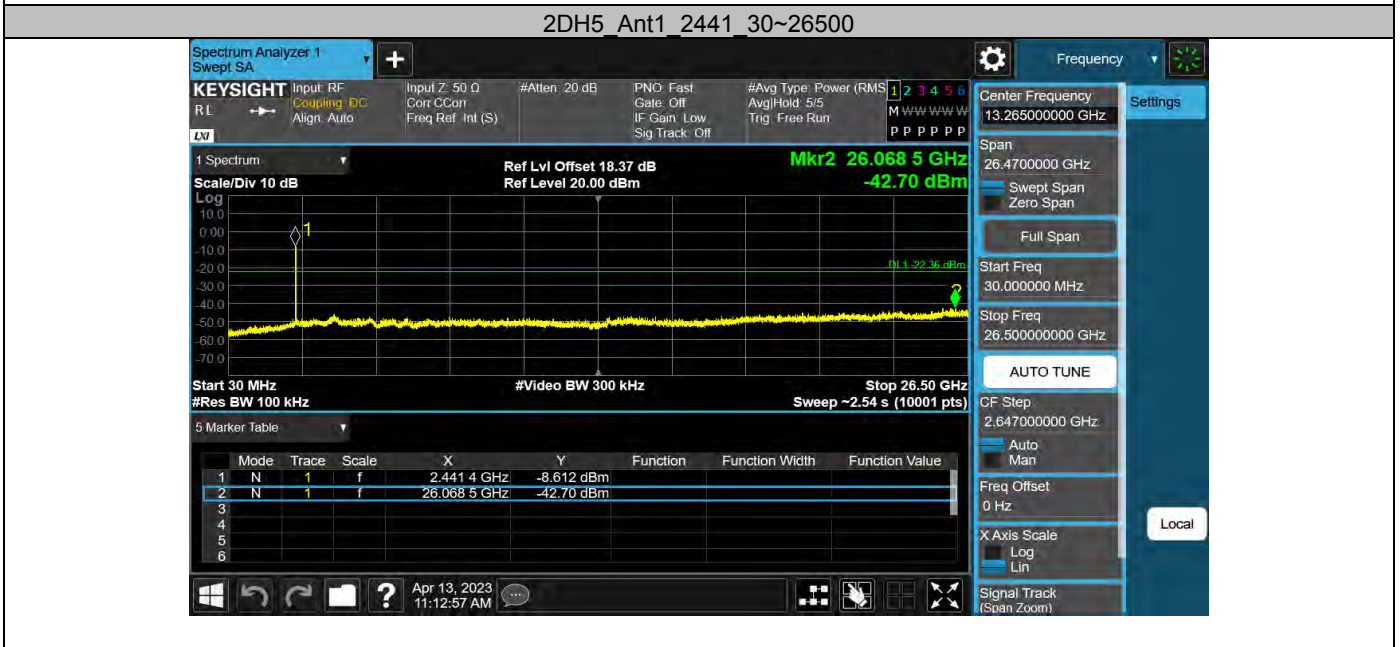 2DH5_Ant1_2441_30~26500
Spectrum Analyzer 1
Swept SA
+
Frequency
KEYSIGHT
RL
LXI
Input: RF
Coupling: DC
Align: Auto
Input Z: 50 Ω
Corr CCorr
Freq Ref: Int (S)
#Atten: 20 dB
PNO: Fast
Gate: Off
IF Gain: Low
Sig Track: Off
#Avg Type: Power (RMS
Avg|Hold: 5/5
Trig: Free Run
1 2 3 4 5 6
M W W W W W
P P P P P P
1 Spectrum
Scale/Div 10 dB
Ref Lvl Offset 18.37 dB
Ref Level 20.00 dBm
Mkr2 26.068 5 GHz
-42.70 dBm
Log
10.0
0.00
-10.0
-20.0
-30.0
-40.0
-50.0
-60.0
-70.0
1
DL1 -22.36 dBm
2
Start 30 MHz
#Res BW 100 kHz
#Video BW 300 kHz
Stop 26.50 GHz
Sweep ~2.54 s (10001 pts)
5 Marker Table
Mode Trace Scale X Y Function Function Width Function Value
1 N 1 f 2.441 4 GHz -8.612 dBm
2 N 1 f 26.068 5 GHz -42.70 dBm
3
4
5
6
?
Apr 13, 2023
11:12:57 AM
Center Frequency
13.265000000 GHz
Settings
Span
26.4700000 GHz
Swept Span
Zero Span
Full Span
Start Freq
30.000000 MHz
Stop Freq
26.500000000 GHz
AUTO TUNE
CF Step
2.647000000 GHz
Auto
Man
Freq Offset
0 Hz
Local
X Axis Scale
Log
Lin
Signal Track
(Span Zoom)